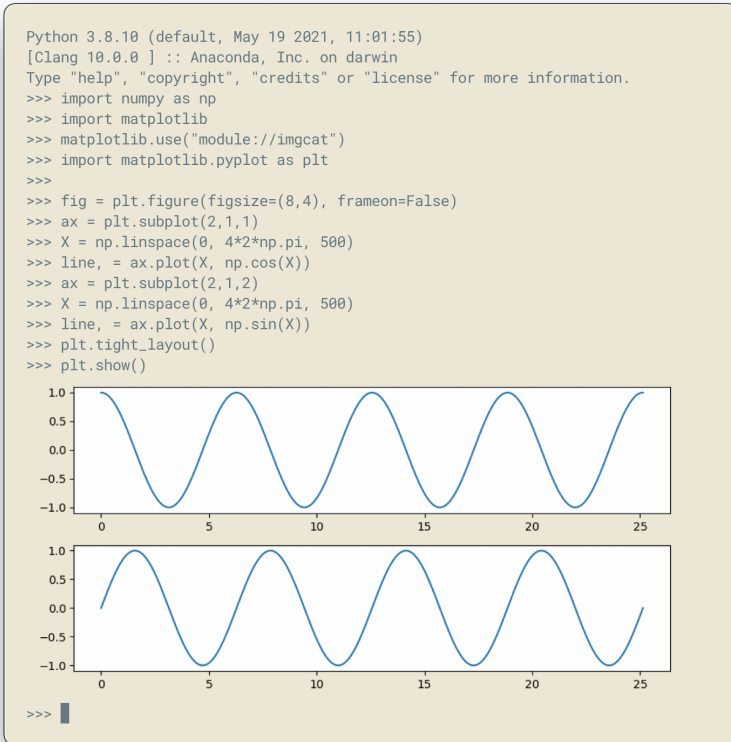 Python 3.8.10 (default, May 19 2021, 11:01:55)
[Clang 10.0.0 ] :: Anaconda, Inc. on darwin
Type "help", "copyright", "credits" or "license" for more information.
>>> import numpy as np
>>> import matplotlib
>>> matplotlib.use("module://imgcat")
>>> import matplotlib.pyplot as plt
>>>
>>> fig = plt.figure(figsize=(8,4), frameon=False)
>>> ax = plt.subplot(2,1,1)
>>> X = np.linspace(0, 4*2*np.pi, 500)
>>> line, = ax.plot(X, np.cos(X))
>>> ax = plt.subplot(2,1,2)
>>> X = np.linspace(0, 4*2*np.pi, 500)
>>> line, = ax.plot(X, np.sin(X))
>>> plt.tight_layout()
>>> plt.show()
1.0
0.5
0.0
−0.5
−1.0
0 5 10 15 20 25
1.0
0.5
0.0
−0.5
−1.0
0 5 10 15 20 25
>>>